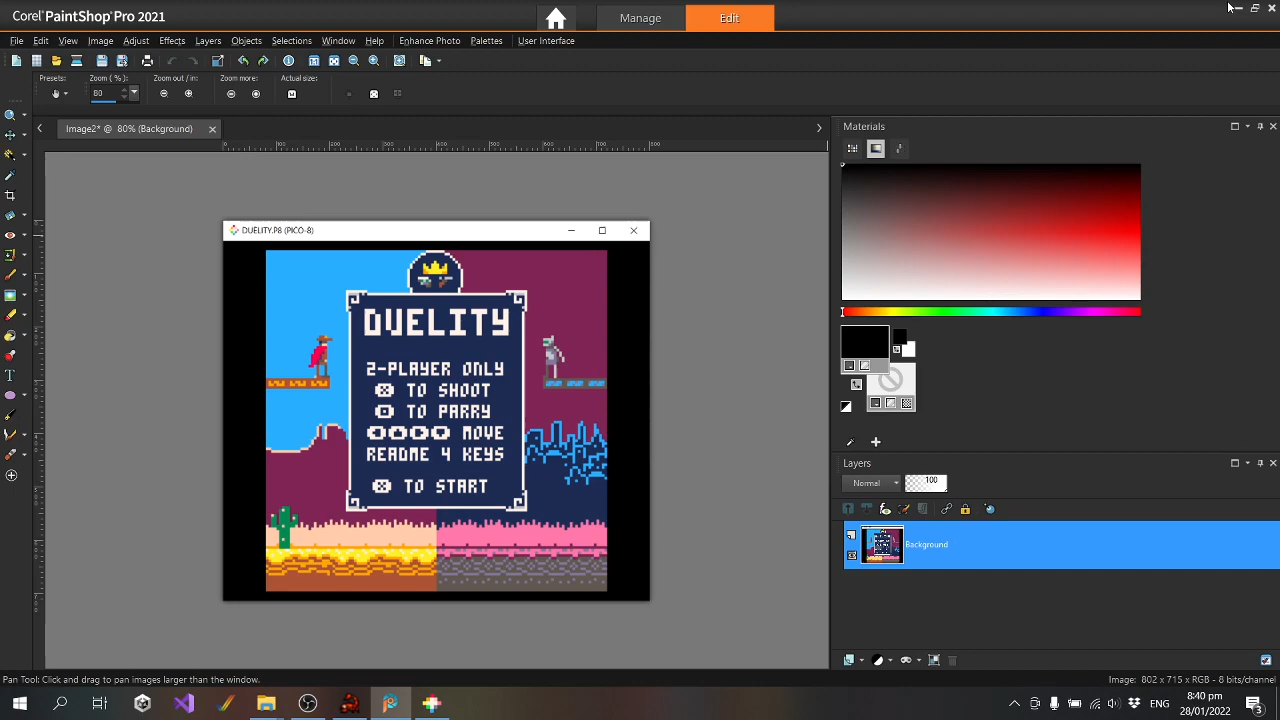 Corel® PaintShop Pro 2021
Manage
Edit
File Edit View Image Adjust Effects Layers Objects Selections Window Help Enhance Photo Palettes User Interface
Presets: Zoom ( % ): Zoom out / in: Zoom more: Actual size:
80
Image2* @ 80% (Background)
Materials
DUELITY.P8 (PICO-8)
DUELITY
2-PLAYER ONLY
TO SHOOT
TO PARRY
MOVE
README 4 KEYS
TO START
Layers
Normal
100
Background
Pan Tool: Click and drag to pan images larger than the window.
Image: 802 x 715 x RGB - 8 bits/channel
ENG
8:40 pm
28/01/2022
3